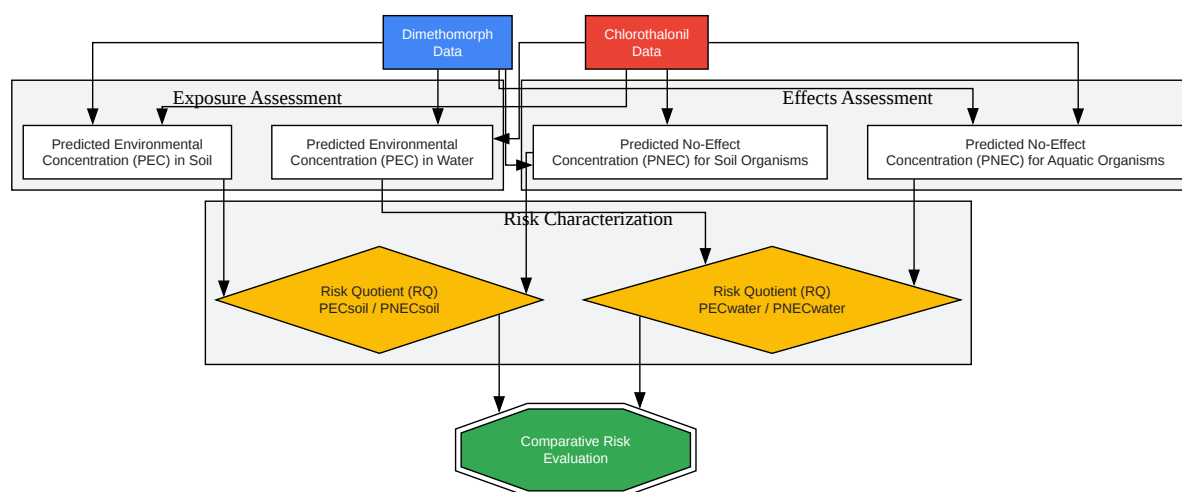 Dimethomorph
Data
Chlorothalonil
Data
Exposure Assessment
Effects Assessment
Predicted Environmental
Concentration (PEC) in Soil
Predicted Environmental
Concentration (PEC) in Water
Predicted No-Effect
Concentration (PNEC) for Soil Organisms
Predicted No-Effect
Concentration (PNEC) for Aquatic Organisms
Risk Characterization
Risk Quotient (RQ)
PECsoil / PNECsoil
Risk Quotient (RQ)
PECwater / PNECwater
Comparative Risk
Evaluation